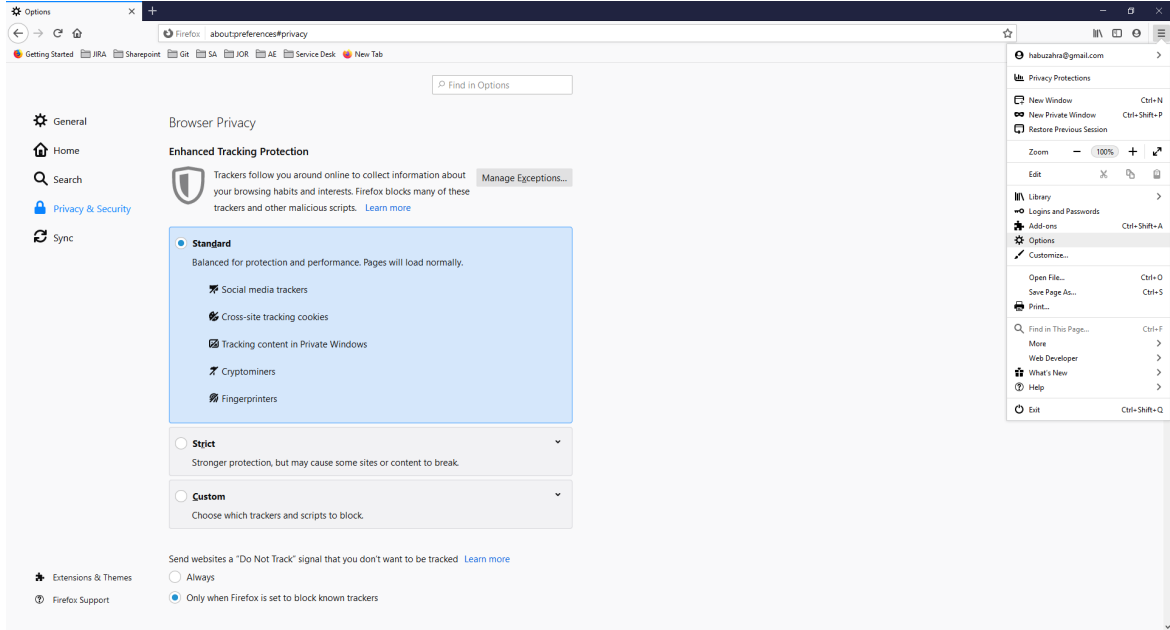 Options
Firefox about:preferences#privacy
Getting Started JIRA Sharepoint Git SA JOR AE Service Desk New Tab
Find in Options
General
Home
Search
Privacy & Security
Sync
Extensions & Themes
Firefox Support
Browser Privacy
Enhanced Tracking Protection
Trackers follow you around online to collect information about
your browsing habits and interests. Firefox blocks many of these
trackers and other malicious scripts. Learn more
Manage Exceptions...
Standard
Balanced for protection and performance. Pages will load normally.
Social media trackers
Cross-site tracking cookies
Tracking content in Private Windows
Cryptominers
Fingerprinters
Strict
Stronger protection, but may cause some sites or content to break.
Custom
Choose which trackers and scripts to block.
Send websites a “Do Not Track” signal that you don’t want to be tracked Learn more
Always
Only when Firefox is set to block known trackers
habuzahra@gmail.com
Privacy Protections
New Window Ctrl+N
New Private Window Ctrl+Shift+P
Restore Previous Session
Zoom 100%
Edit
Library
Logins and Passwords
Add-ons Ctrl+Shift+A
Options
Customize...
Open File... Ctrl+O
Save Page As... Ctrl+S
Print...
Find in This Page... Ctrl+F
More
Web Developer
What's New
Help
Exit Ctrl+Shift+Q